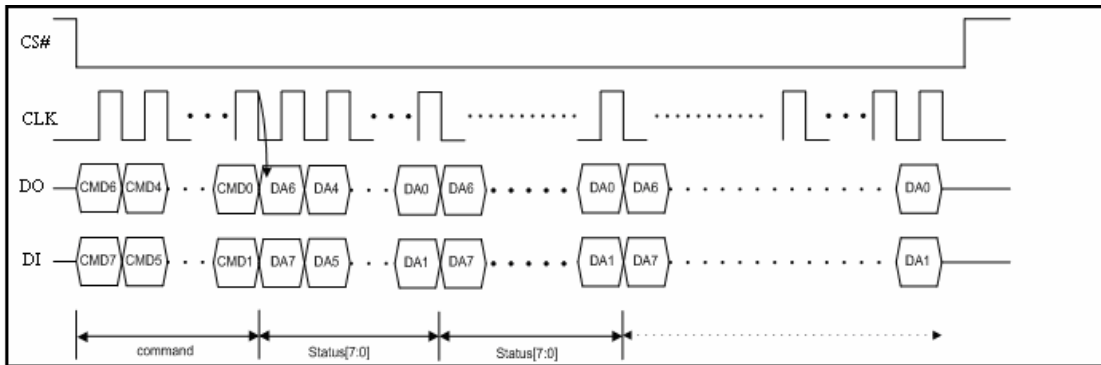 CS#
CLK
DO CMD6 CMD4 CMD0 DA6 DA4 DA0 DA6 DA0 DA6 DA0
DI CMD7 CMD5 CMD1 DA7 DA5 DA1 DA7 DA1 DA7 DA1
command Status[7:0] Status[7:0]